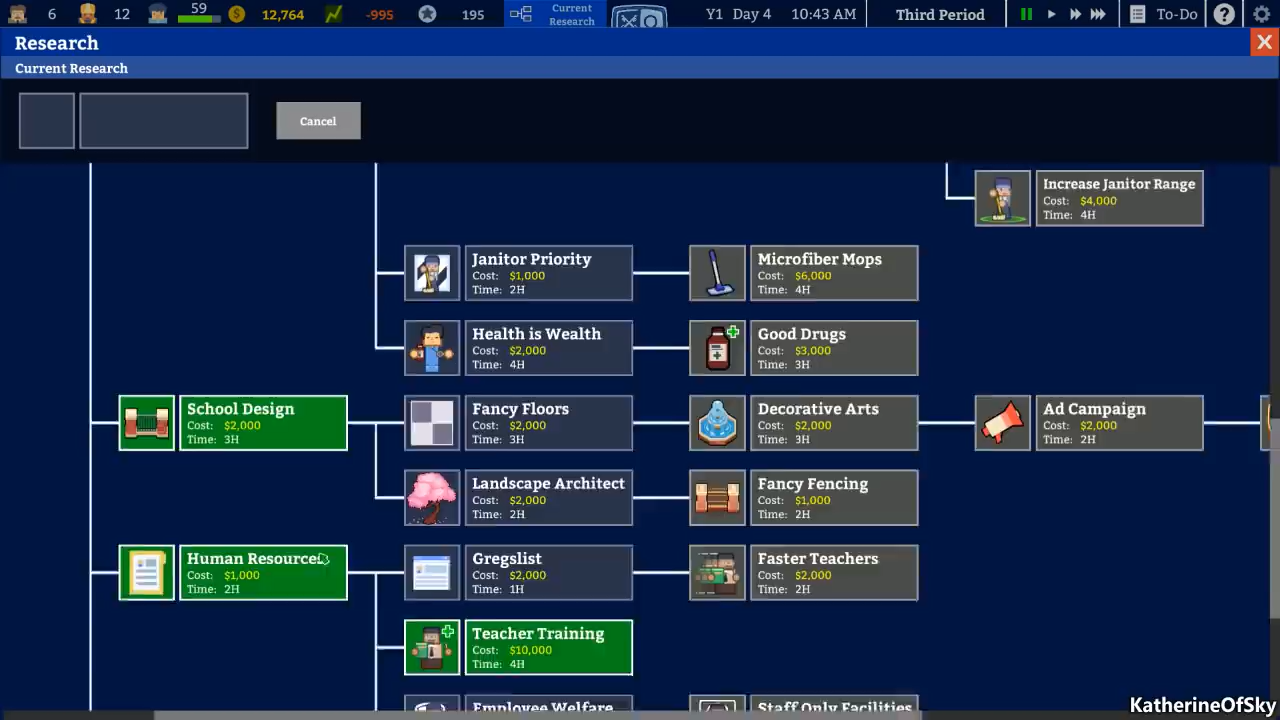 6 12 59 12,764 -995 195 Current Research Y1 Day 4 10:43 AM Third Period To-Do ?
Research
Current Research
Cancel
Increase Janitor Range
Cost: $4,000
Time: 4H
Janitor Priority
Cost: $1,000
Time: 2H
Microfiber Mops
Cost: $6,000
Time: 4H
Health is Wealth
Cost: $2,000
Time: 4H
Good Drugs
Cost: $3,000
Time: 3H
School Design
Cost: $2,000
Time: 3H
Fancy Floors
Cost: $2,000
Time: 3H
Decorative Arts
Cost: $2,000
Time: 3H
Ad Campaign
Cost: $2,000
Time: 2H
Landscape Architect
Cost: $2,000
Time: 2H
Fancy Fencing
Cost: $1,000
Time: 2H
Human Resources
Cost: $1,000
Time: 2H
Gregslist
Cost: $2,000
Time: 1H
Faster Teachers
Cost: $2,000
Time: 2H
Teacher Training
Cost: $10,000
Time: 4H
Employee Welfare
Staff Only Facilities
KatherineOfSky